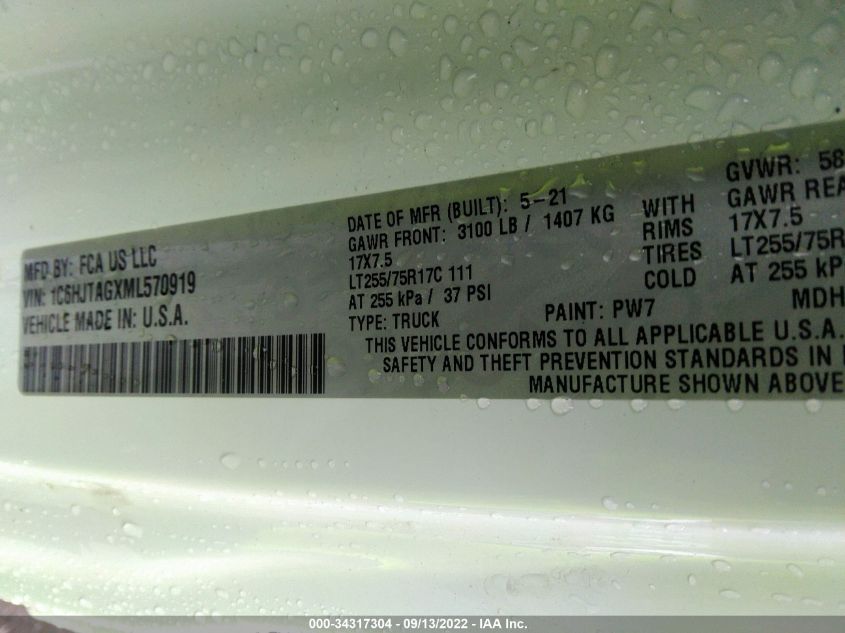 MFD BY: FCA US LLC
VIN: 1C6HJTAGXML570919
VEHICLE MADE IN: U.S.A.
DATE OF MFR (BUILT): 5-21
GAWR FRONT: 3100 LB / 1407 KG
17X7.5
LT255/75R17C 111
AT 255 kPa / 37 PSI
TYPE: TRUCK
PAINT: PW7
WITH
RIMS
TIRES
COLD
GVWR: 58
GAWR REA
17X7.5
LT255/75R
AT 255 kP
MDH
THIS VEHICLE CONFORMS TO ALL APPLICABLE U.S.A.
SAFETY AND THEFT PREVENTION STANDARDS IN
MANUFACTURE SHOWN ABOVE
000-34317304 - 09/13/2022 - IAA Inc.